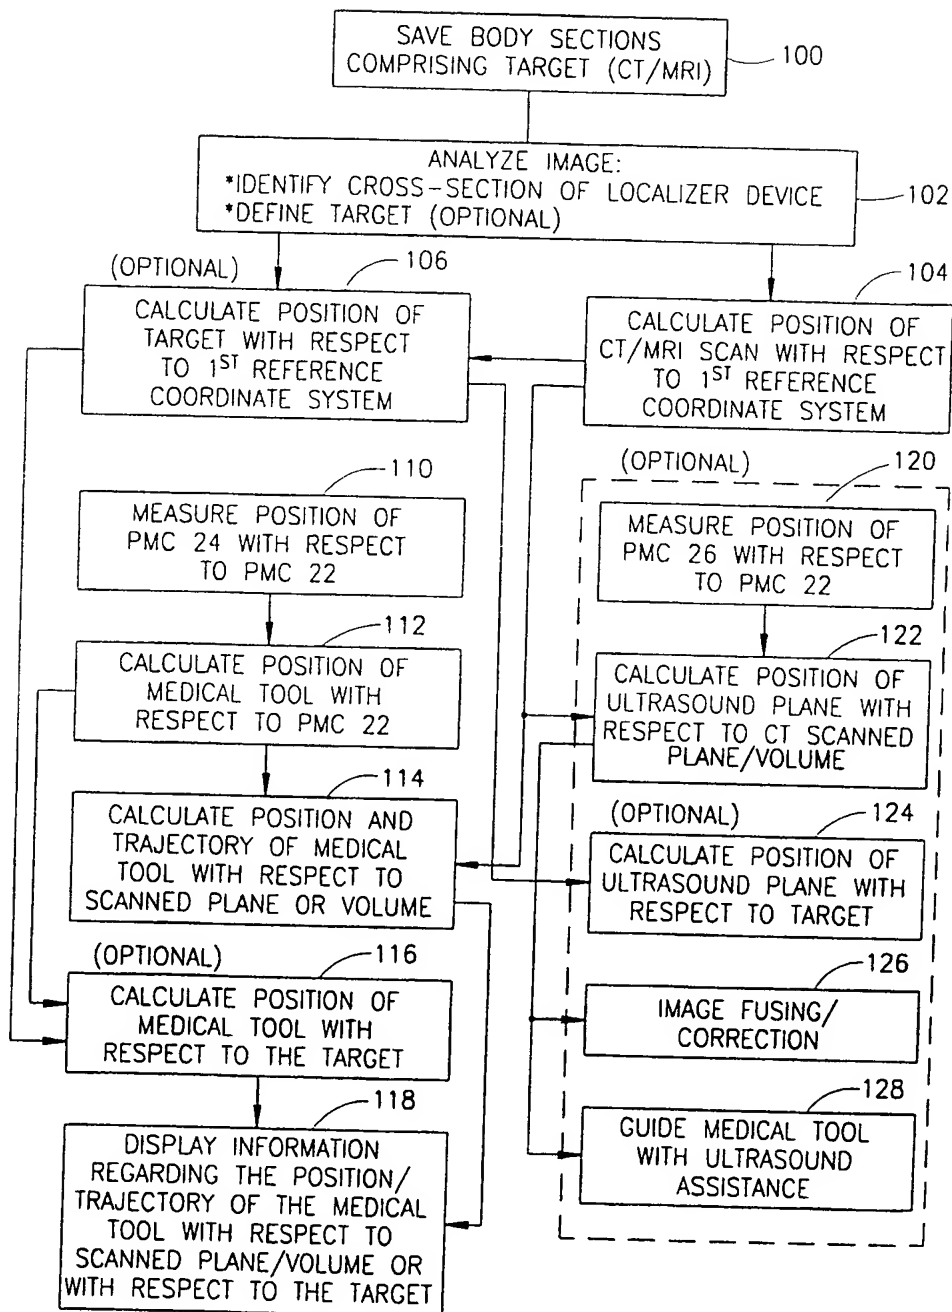 SAVE BODY SECTIONS
COMPRISING TARGET (CT/MRI)
100
ANALYZE IMAGE:
*IDENTIFY CROSS-SECTION OF LOCALIZER DEVICE
*DEFINE TARGET (OPTIONAL)
102
(OPTIONAL)
106
CALCULATE POSITION OF
TARGET WITH RESPECT
TO 1ST REFERENCE
COORDINATE SYSTEM
104
CALCULATE POSITION OF
CT/MRI SCAN WITH RESPECT
TO 1ST REFERENCE
COORDINATE SYSTEM
110
MEASURE POSITION OF
PMC 24 WITH RESPECT
TO PMC 22
112
CALCULATE POSITION OF
MEDICAL TOOL WITH
RESPECT TO PMC 22
114
CALCULATE POSITION AND
TRAJECTORY OF MEDICAL
TOOL WITH RESPECT TO
SCANNED PLANE OR VOLUME
(OPTIONAL)
116
CALCULATE POSITION OF
MEDICAL TOOL WITH
RESPECT TO THE TARGET
118
DISPLAY INFORMATION
REGARDING THE POSITION/
TRAJECTORY OF THE MEDICAL
TOOL WITH RESPECT TO
SCANNED PLANE/VOLUME OR
WITH RESPECT TO THE TARGET
(OPTIONAL)
120
MEASURE POSITION OF
PMC 26 WITH RESPECT
TO PMC 22
122
CALCULATE POSITION OF
ULTRASOUND PLANE WITH
RESPECT TO CT SCANNED
PLANE/VOLUME
(OPTIONAL)
124
CALCULATE POSITION OF
ULTRASOUND PLANE WITH
RESPECT TO TARGET
126
IMAGE FUSING/
CORRECTION
128
GUIDE MEDICAL TOOL
WITH ULTRASOUND
ASSISTANCE